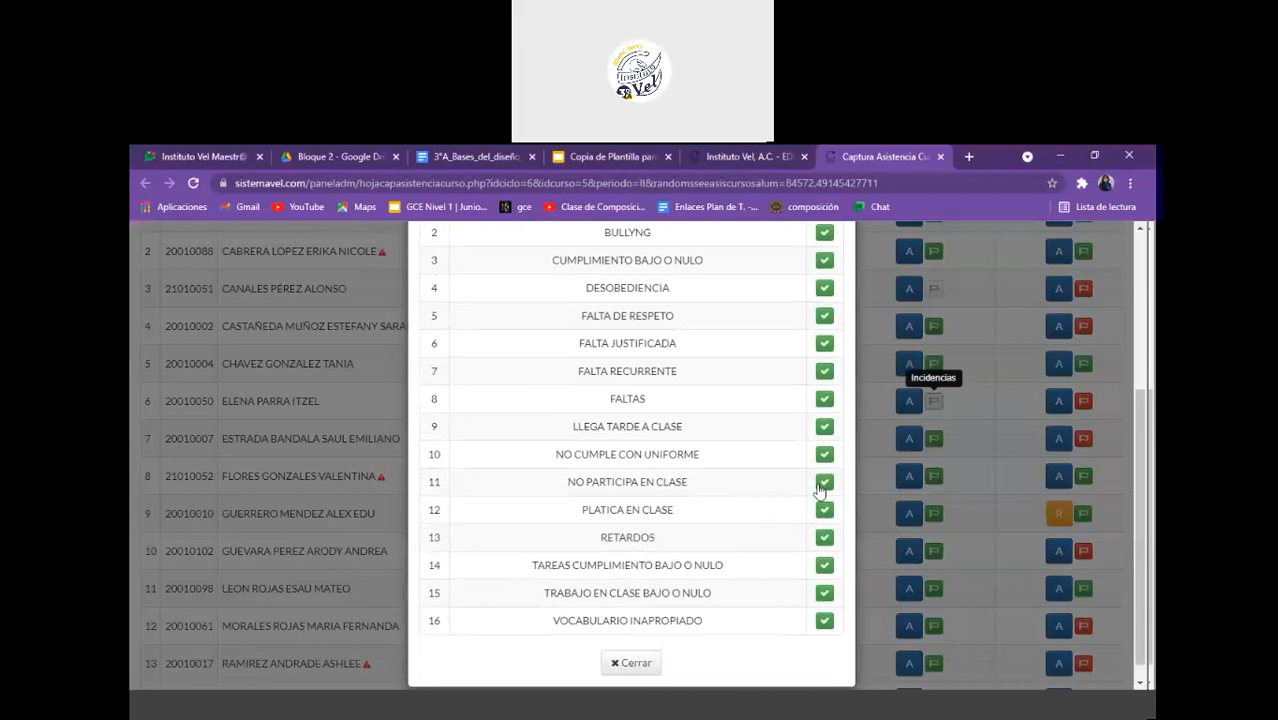 Instituto Vel
Instituto Vel Maestr@
Bloque 2 - Google Dri
3°A_Bases_del_diseño_
Copia de Plantilla para
Instituto Vel, A.C. - ED
Captura Asistencia Cu
sistemavel.com/paneladm/hojacapasistenciacurso.php?idciclo=6&idcurso=5&periodo=II&randomsseeasiscursosalum=84572.49145427711
Aplicaciones
Gmail
YouTube
Maps
GCE Nivel 1 | Junio...
gce
Clase de Composici...
Enlaces Plan de T. -...
composición
Chat
Lista de lectura
2 BULLYNG
3 CUMPLIMIENTO BAJO O NULO
4 DESOBEDIENCIA
5 FALTA DE RESPETO
6 FALTA JUSTIFICADA
7 FALTA RECURRENTE
8 FALTAS
9 LLEGA TARDE A CLASE
10 NO CUMPLE CON UNIFORME
11 NO PARTICIPA EN CLASE
12 PLATICA EN CLASE
13 RETARDOS
14 TAREAS CUMPLIMIENTO BAJO O NULO
15 TRABAJO EN CLASE BAJO O NULO
16 VOCABULARIO INAPROPIADO
Cerrar
2 20010088 CABRERA LOPEZ ERIKA NICOLE A A
3 21010051 CANALES PÉREZ ALONSO A A
4 20010002 CASTAÑEDA MUÑOZ ESTEFANY SARA A A
5 20010004 CHAVEZ GONZALEZ TANIA A A
Incidencias
6 20010050 ELENA PARRA ITZEL A A
7 20010007 ESTRADA BANDALA SAUL EMILIANO A A
8 21010052 FLORES GONZALES VALENTINA A A
9 20010010 GUERRERO MENDEZ ALEX EDU A R
10 20010102 GUEVARA PEREZ ARODY ANDREA A A
11 20010098 LEON ROJAS ESAU MATEO A A
12 20010061 MORALES ROJAS MARIA FERNANDA A A
13 20010017 RAMIREZ ANDRADE ASHLEE A A